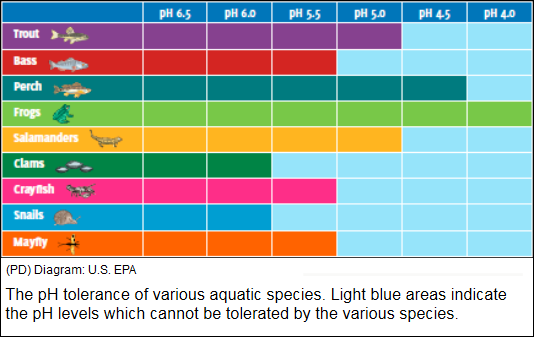 pH 6.5 pH 6.0 pH 5.5 pH 5.0 pH 4.5 pH 4.0
Trout
Bass
Perch
Frogs
Salamanders
Clams
Crayfish
Snails
Mayfly
(PD) Diagram: U.S. EPA
The pH tolerance of various aquatic species. Light blue areas indicate
the pH levels which cannot be tolerated by the various species.